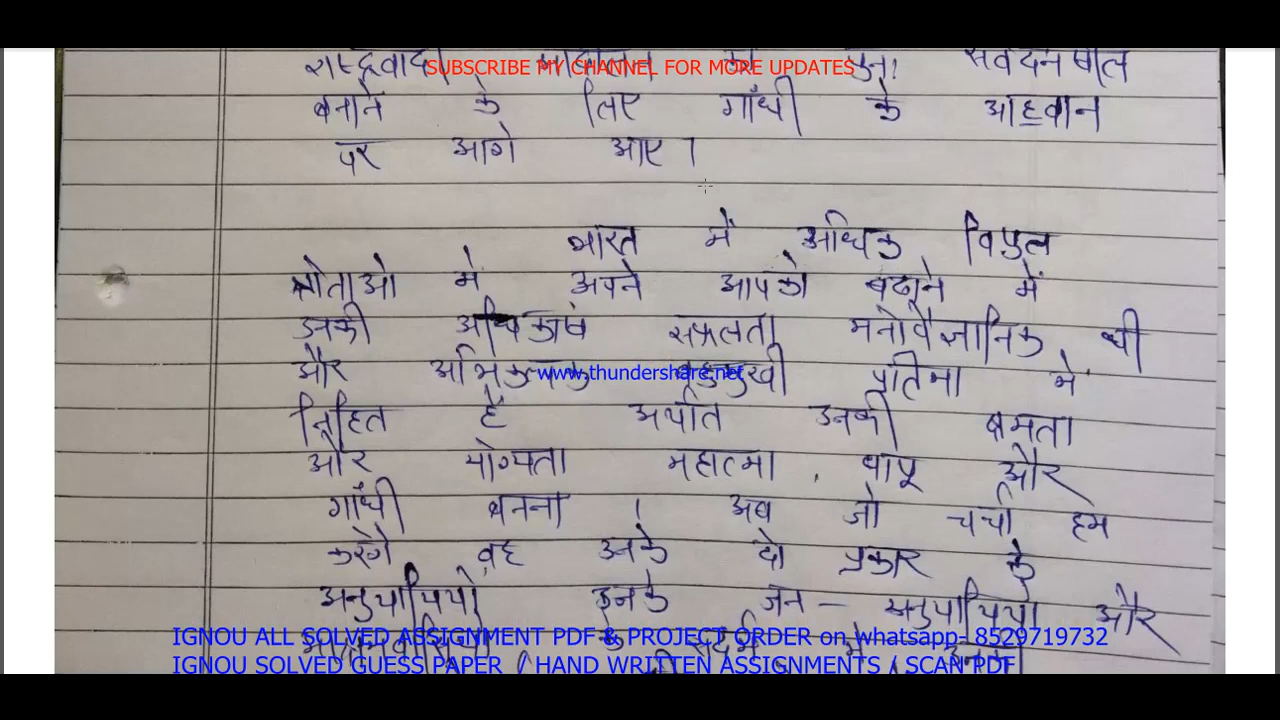 राष्ट्रवादी SUBSCRIBE MY CHANNEL FOR MORE UPDATES
बनाने के लिए गाँधी के आहवान
पर आगे आए ।
भारत में अधिक विपुल
में अपने आपको बढाने में
उनकी सफलता मनोवैज्ञानिक थी
और www.thundershare.net प्रतिमा में
निहित है अर्थात उनकी क्षमता
और योग्यता महात्मा, बापू और
गाँधी बनना । अब जो चर्चा हम
करेंगे वह उनके दो प्रकार के
अनुयायियों उनके जन - अनुयायियों और
IGNOU ALL SOLVED ASSIGNMENT PDF & PROJECT ORDER on whatsapp- 8529719732
IGNOU SOLVED GUESS PAPER / HAND WRITTEN ASSIGNMENTS / SCAN PDF